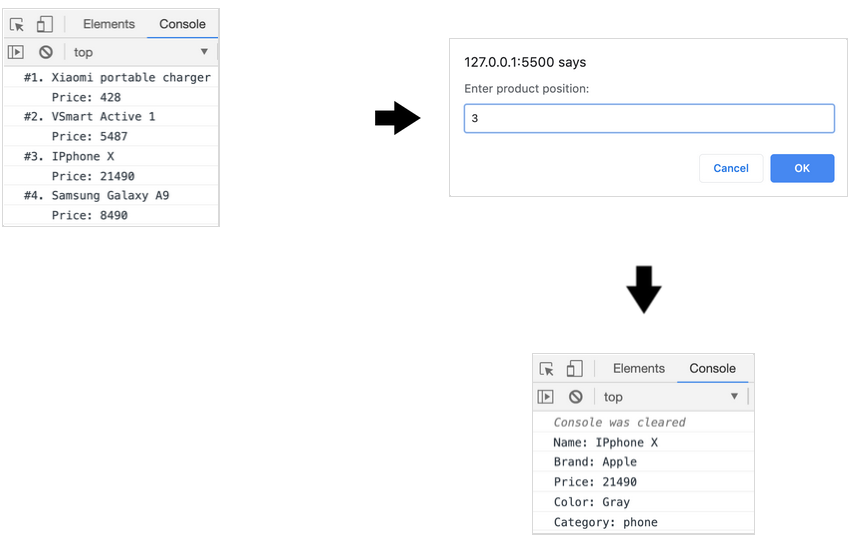 Elements Console
top
#1. Xiaomi portable charger
Price: 428
#2. VSmart Active 1
Price: 5487
#3. IPphone X
Price: 21490
#4. Samsung Galaxy A9
Price: 8490
127.0.0.1:5500 says
Enter product position:
3
Cancel OK
Elements Console
top
Console was cleared
Name: IPphone X
Brand: Apple
Price: 21490
Color: Gray
Category: phone